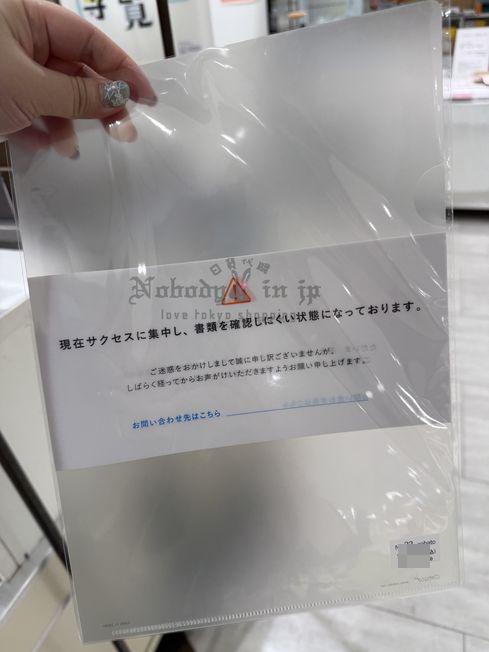 覧
日替代購
Nobody in jp
love tokyo shopping
現在サクセスに集中し、書類を確認しにくい状態になっております。
ご迷惑をおかけしまして誠に申し訳ございませんが、
しばらく経ってからお声がけいただきますようお願い申し上げます。
お問い合わせ先はこちら